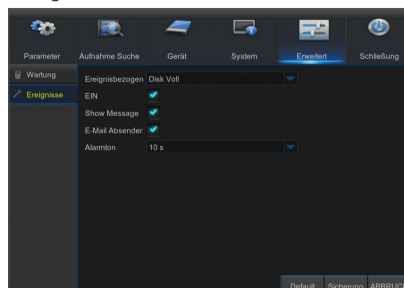 Parameter Aufnahme Suche Gerät System Erweitert Schließung
Wartung
Ereignisse
Ereignisbezogen Disk Voll
EIN
Show Message
E-Mail Absender
Alarmton 10 s
Default Sicherung ABBRUCH